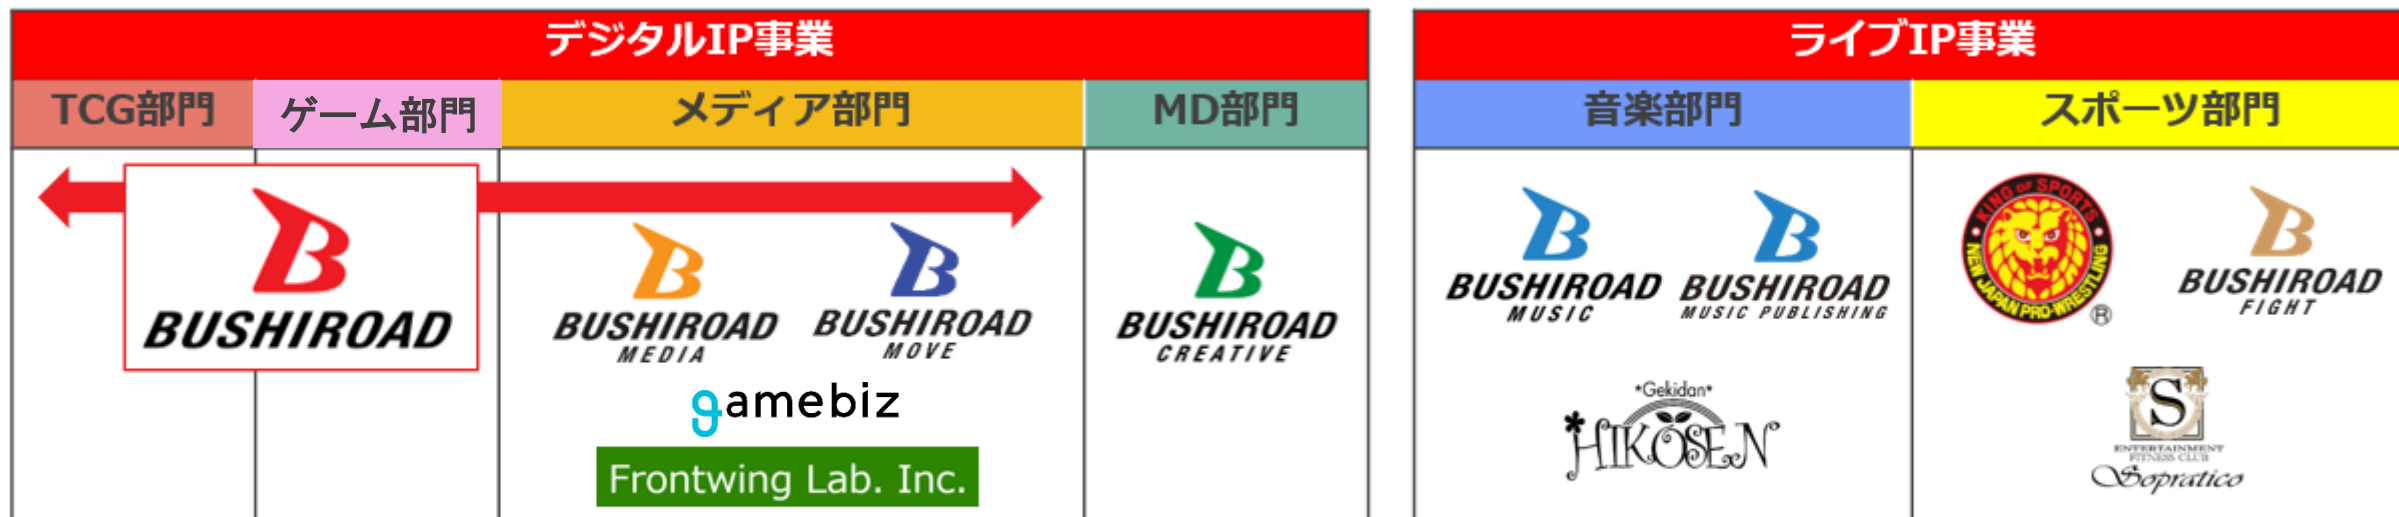 デジタルIP事業
TCG部門
ゲーム部門
メディア部門
MD部門
BUSHIROAD
BUSHIROAD
MEDIA
BUSHIROAD
MOVE
gamebiz
Frontwing Lab. Inc.
BUSHIROAD
CREATIVE
ライブIP事業
音楽部門
スポーツ部門
BUSHIROAD
MUSIC
BUSHIROAD
MUSIC PUBLISHING
*Gekidan*
HIKOSEN
KING OF SPORTS
NEW JAPAN PRO-WRESTLING
®
BUSHIROAD
FIGHT
S
ENTERTAINMENT
FITNESS CLUB
Sopratico